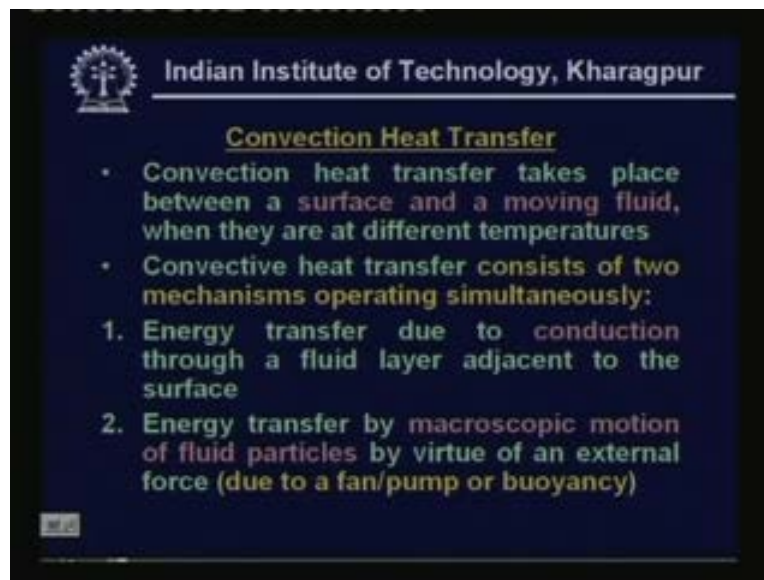 Indian Institute of Technology, Kharagpur
Convection Heat Transfer
• Convection heat transfer takes place
between a surface and a moving fluid,
when they are at different temperatures
• Convective heat transfer consists of two
mechanisms operating simultaneously:
1. Energy transfer due to conduction
through a fluid layer adjacent to the
surface
2. Energy transfer by macroscopic motion
of fluid particles by virtue of an external
force (due to a fan/pump or buoyancy)